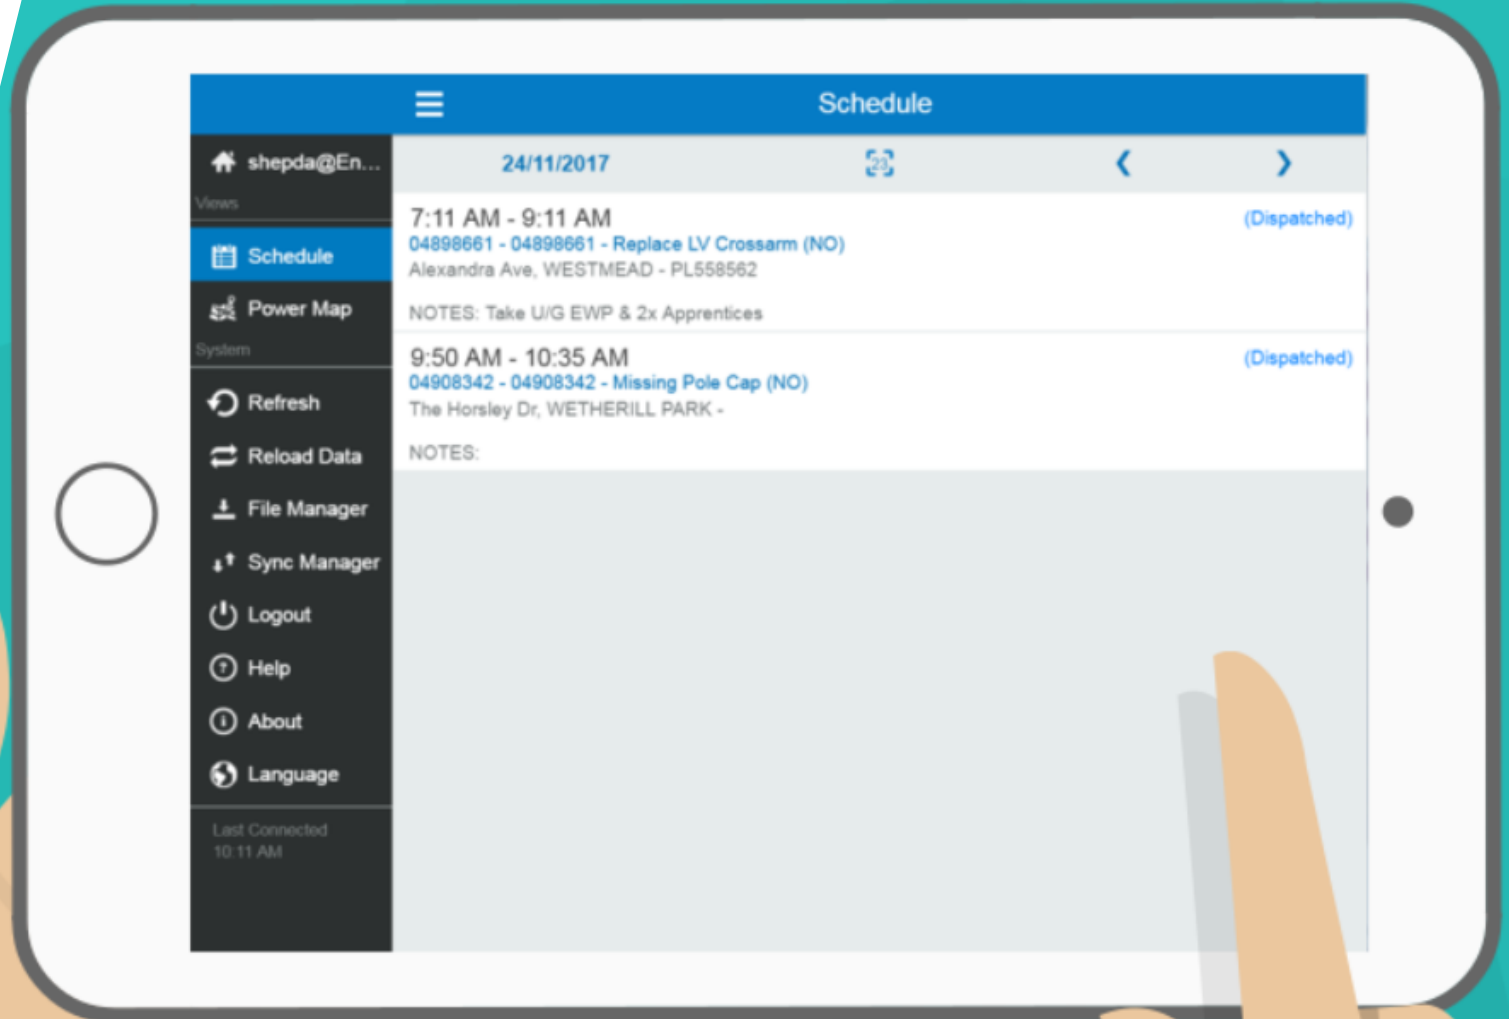 Schedule
shepda@En...
Views
Schedule
Power Map
System
Refresh
Reload Data
File Manager
Sync Manager
Logout
Help
About
Language
Last Connected
10:11 AM
24/11/2017
23
7:11 AM - 9:11 AM
(Dispatched)
04898661 - 04898661 - Replace LV Crossarm (NO)
Alexandra Ave, WESTMEAD - PL558562
NOTES: Take U/G EWP & 2x Apprentices
9:50 AM - 10:35 AM
(Dispatched)
04908342 - 04908342 - Missing Pole Cap (NO)
The Horsley Dr, WETHERILL PARK -
NOTES: